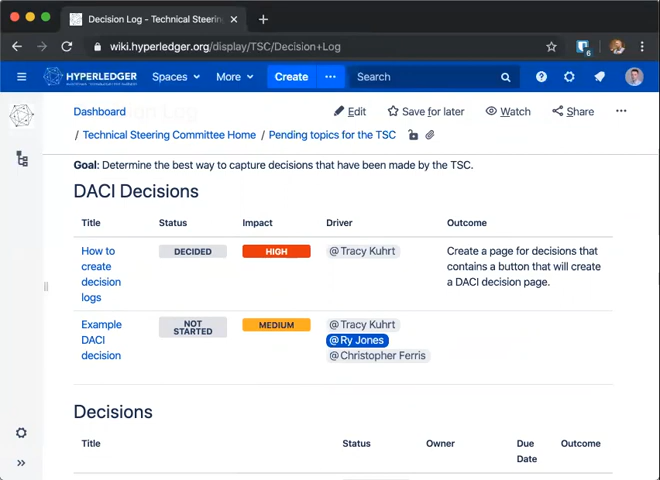 Decision Log - Technical Steering
wiki.hyperledger.org/display/TSC/Decision+Log
6
HYPERLEDGER
Spaces
More
Create
Search
Decision Log
Dashboard
Edit
Save for later
Watch
Share
/ Technical Steering Committee Home / Pending topics for the TSC
Goal: Determine the best way to capture decisions that have been made by the TSC.
DACI Decisions
Title Status Impact Driver Outcome
How to
create
decision
logs
DECIDED
HIGH
@Tracy Kuhrt
Create a page for decisions that
contains a button that will create
a DACI decision page.
Example
DACI
decision
NOT
STARTED
MEDIUM
@Tracy Kuhrt
@Ry Jones
@Christopher Ferris
Decisions
Title Status Owner Due
Date Outcome